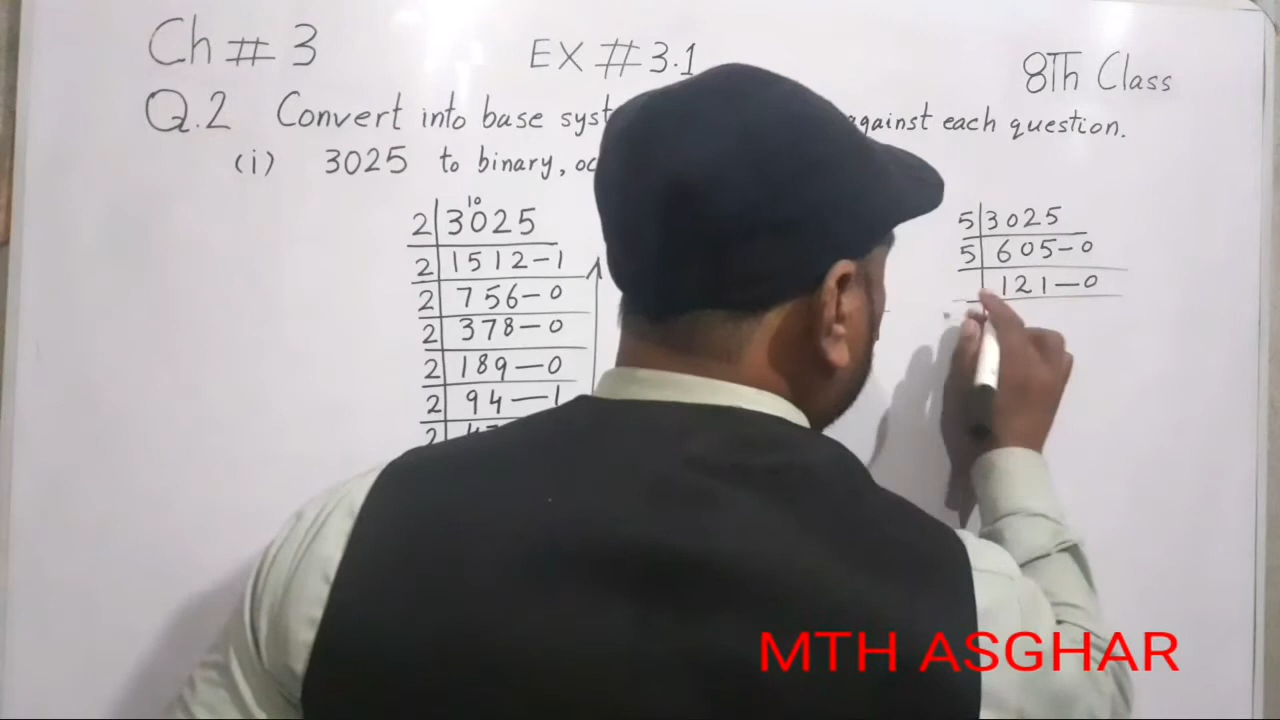 Ch # 3
EX # 3.1
8Th Class
Q.2 Convert into base against each question.
(i) 3025 to binary,
10
2 3025
2 1512-1
2 756-0
2 378-0
2 189-0
2 94-1
2
5 3025
5 605-0
121-0
MTH ASGHAR